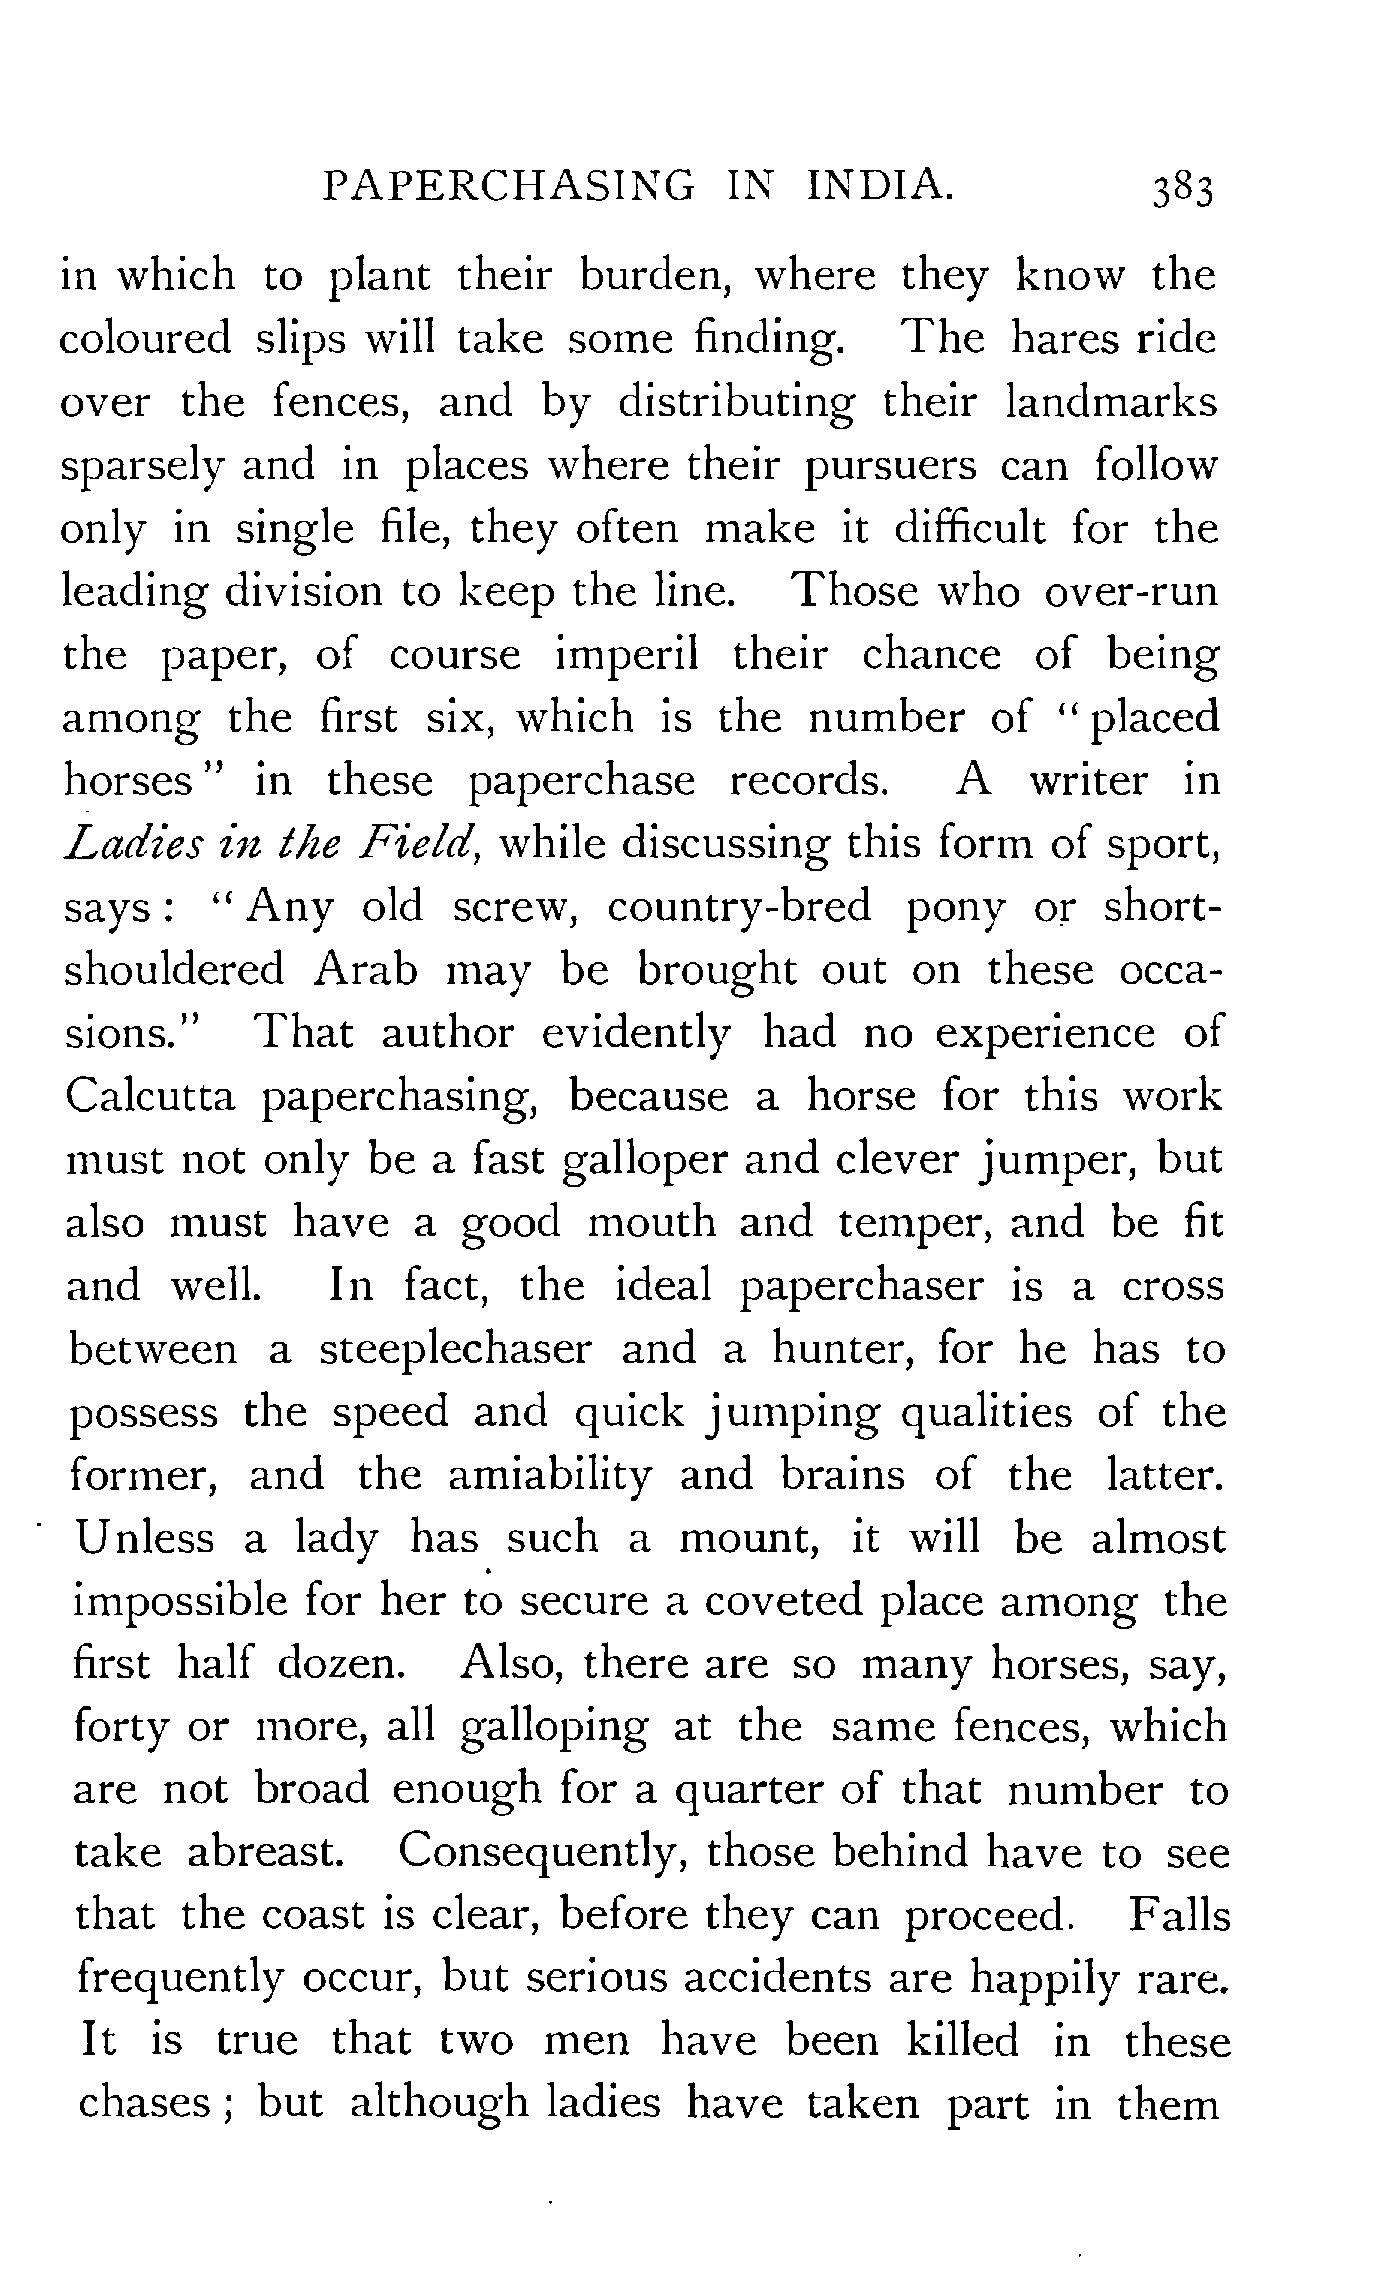 PAPERCHASING IN INDIA. 383
in which to plant their burden, where they know the
coloured slips will take some finding. The hares ride
over the fences, and by distributing their landmarks
sparsely and in places where their pursuers can follow
only in single file, they often make it difficult for the
leading division to keep the line. Those who over-run
the paper, of course imperil their chance of being
among the first six, which is the number of “ placed
horses ” in these paperchase records. A writer in
Ladies in the Field, while discussing this form of sport,
says : “ Any old screw, country-bred pony or short-
shouldered Arab may be brought out on these occa-
sions.” That author evidently had no experience of
Calcutta paperchasing, because a horse for this work
must not only be a fast galloper and clever jumper, but
also must have a good mouth and temper, and be fit
and well. In fact, the ideal paperchaser is a cross
between a steeplechaser and a hunter, for he has to
possess the speed and quick jumping qualities of the
former, and the amiability and brains of the latter.
Unless a lady has such a mount, it will be almost
impossible for her to secure a coveted place among the
first half dozen. Also, there are so many horses, say,
forty or more, all galloping at the same fences, which
are not broad enough for a quarter of that number to
take abreast. Consequently, those behind have to see
that the coast is clear, before they can proceed. Falls
frequently occur, but serious accidents are happily rare.
It is true that two men have been killed in these
chases ; but although ladies have taken part in them